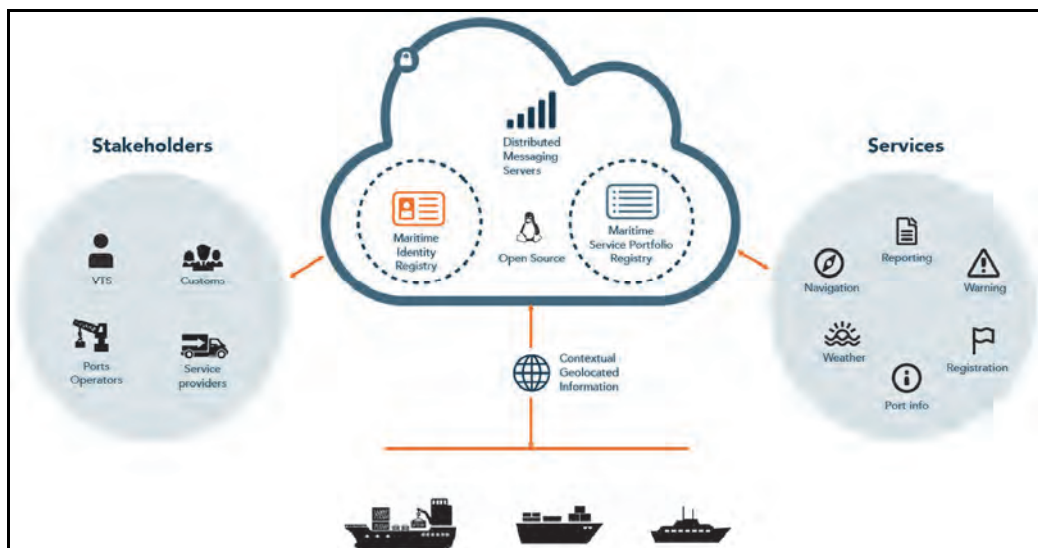 Stakeholders
VTS
Customs
Ports
Operators
Service
providers
Distributed
Messaging
Servers
Maritime
Identity
Registry
Open Source
Maritime
Service Portfolio
Registry
Contextual
Geolocated
Information
Services
Reporting
Navigation
Warning
Weather
Registration
Port info